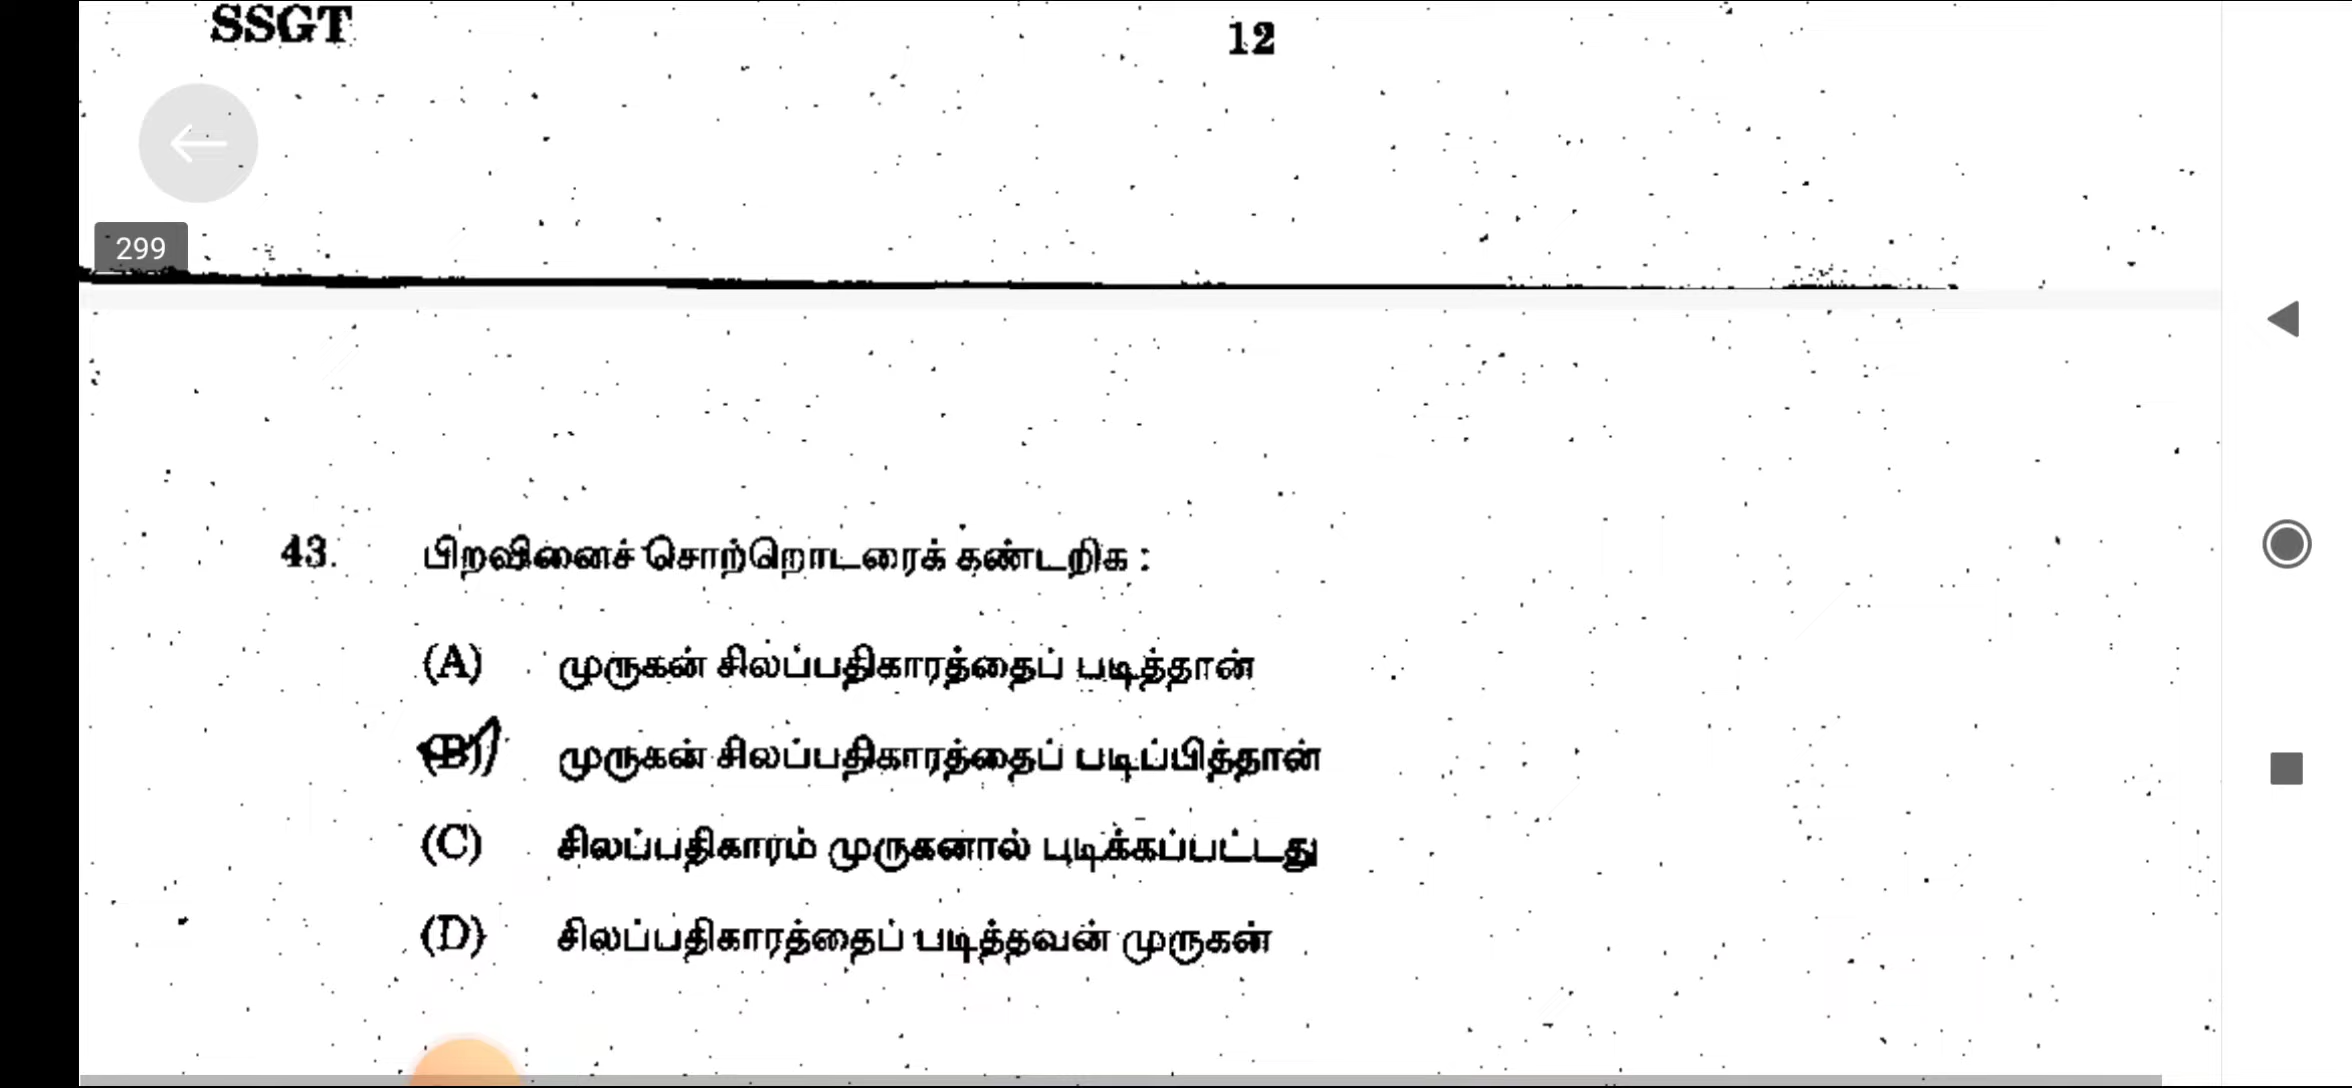 SSGT 12
299
43. பிறவினைச் சொற்றொடரைக் கண்டறிக :
(A) முருகன் சிலப்பதிகாரத்தைப் படித்தான்
(B) முருகன் சிலப்பதிகாரத்தைப் படிப்பித்தான்
(C) சிலப்பதிகாரம் முருகனால் படிக்கப்பட்டது
(D) சிலப்பதிகாரத்தைப் படித்தவன் முருகன்